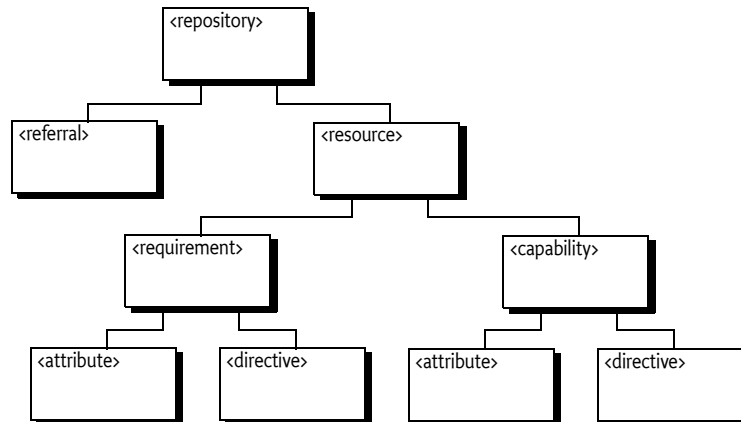 <repository>
<referral>
<resource>
<requirement>
<capability>
<attribute>
<directive>
<attribute>
<directive>